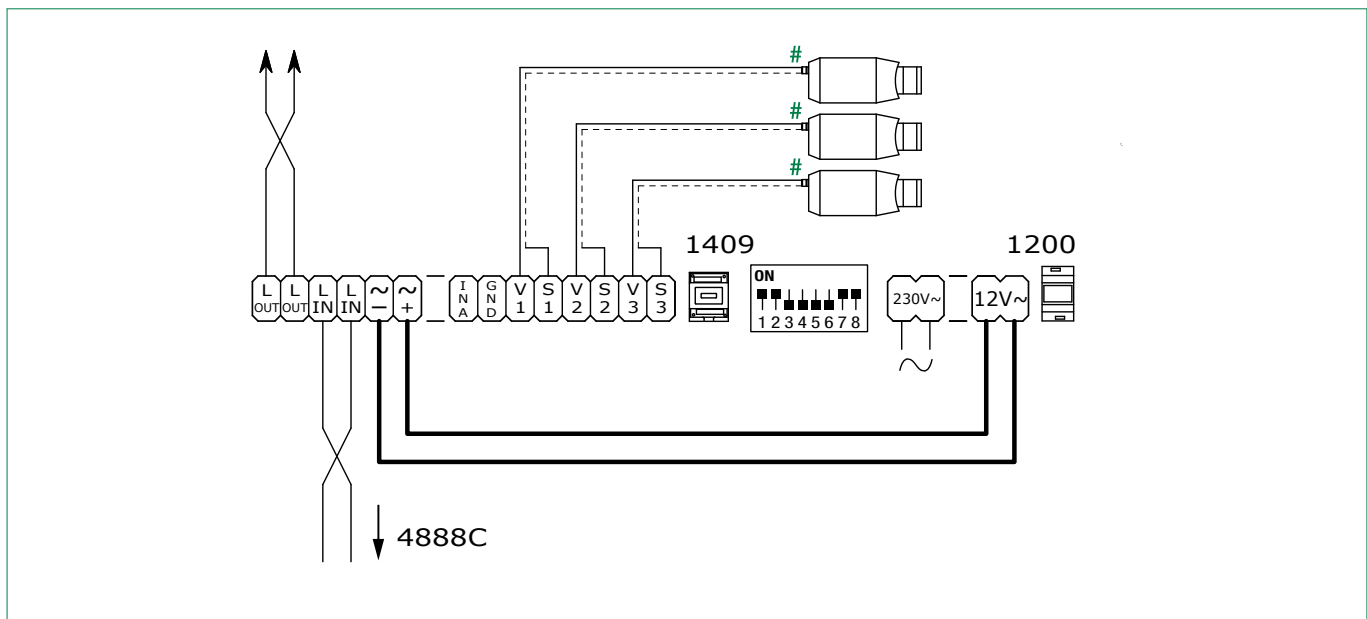 #
#
#
1409
1200
L OUT
L OUT
L IN
L IN
~ −
~ +
I N A
G N D
V 1
S 1
V 2
S 2
V 3
S 3
ON
1 2 3 4 5 6 7 8
230V~
12V~
4888C